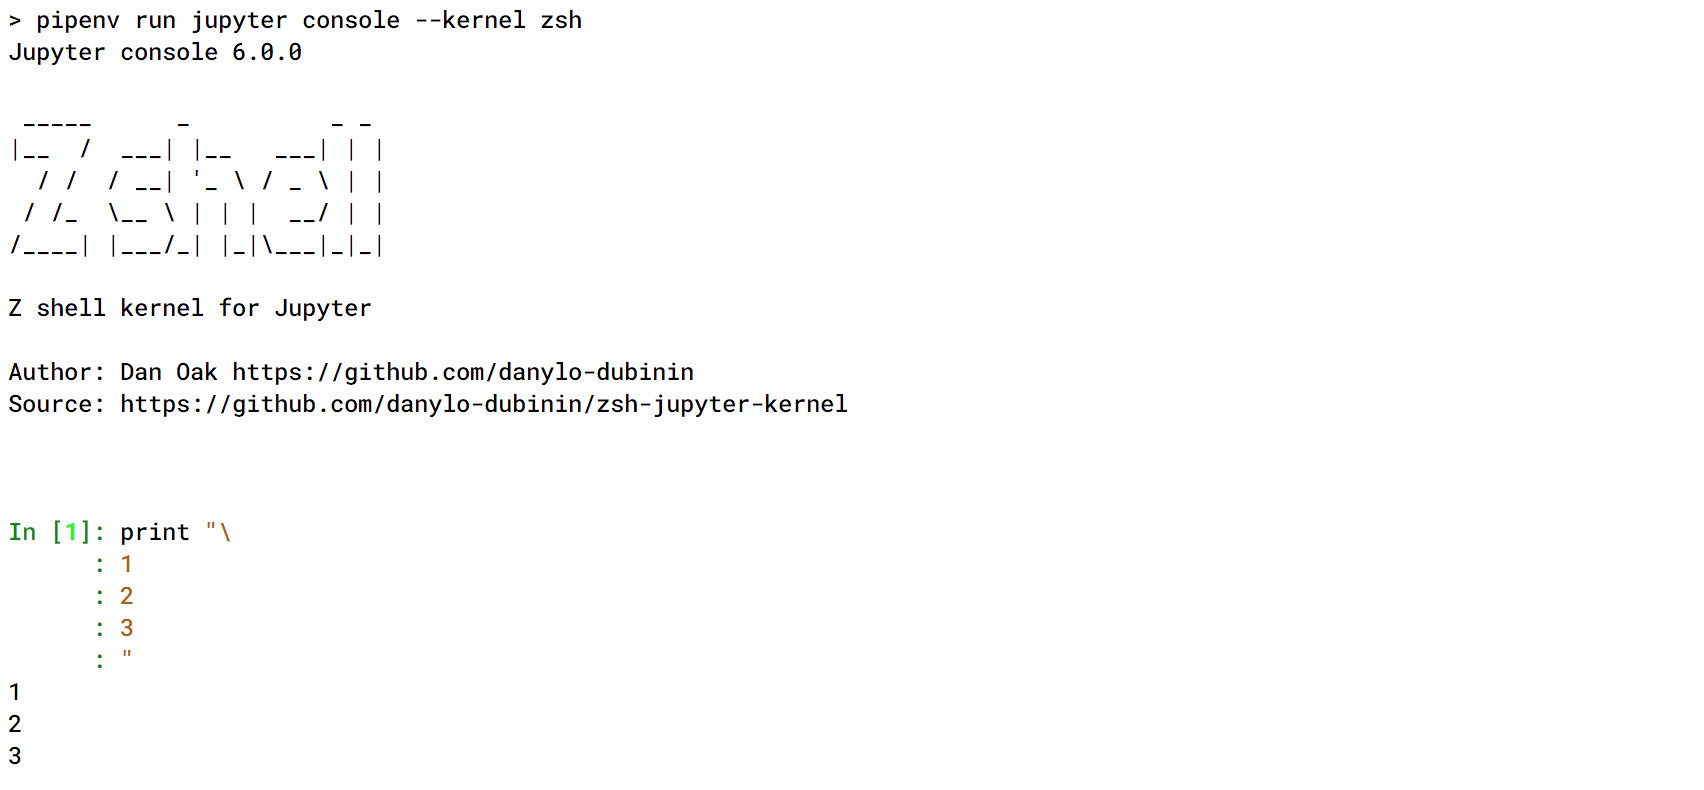 > pipenv run jupyter console --kernel zsh
Jupyter console 6.0.0
 _____      _          _ _
|__  / ___| |__   ___| | |
  / / / __| '_ \ / _ \ | |
 / /_ \__ \ | | |  __/ | |
/____| |___/_| |_|\___|_|_|
Z shell kernel for Jupyter
Author: Dan Oak https://github.com/danylo-dubinin
Source: https://github.com/danylo-dubinin/zsh-jupyter-kernel
In [1]: print "\
      : 1
      : 2
      : 3
      : "
1
2
3